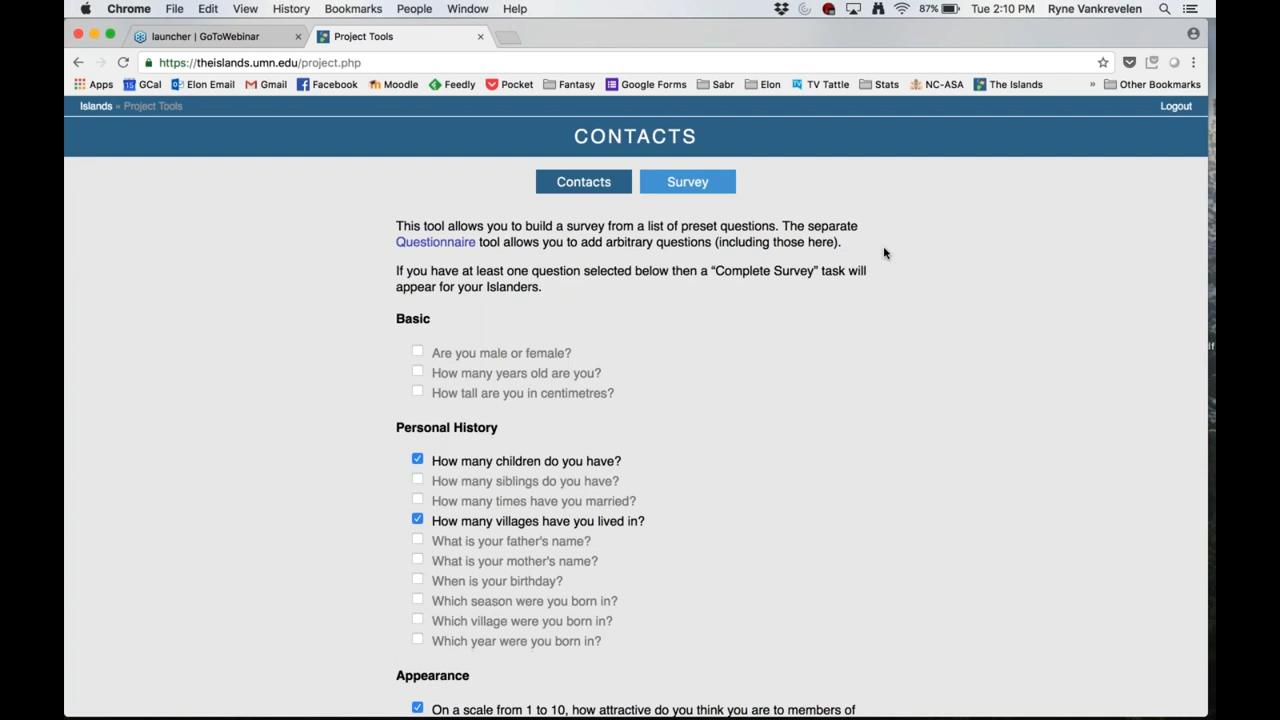 Chrome File Edit View History Bookmarks People Window Help 87% Tue 2:10 PM Ryne Vankrevelen
launcher | GoToWebinar × Project Tools ×
https://theislands.umn.edu/project.php
Apps GCal Elon Email Gmail Facebook Moodle Feedly Pocket Fantasy Google Forms Sabr Elon TV Tattle Stats NC-ASA The Islands » Other Bookmarks
Islands » Project Tools Logout
CONTACTS
Contacts Survey
This tool allows you to build a survey from a list of preset questions. The separate
Questionnaire tool allows you to add arbitrary questions (including those here).
If you have at least one question selected below then a “Complete Survey” task will
appear for your Islanders.
Basic
Are you male or female?
How many years old are you?
How tall are you in centimetres?
Personal History
How many children do you have?
How many siblings do you have?
How many times have you married?
How many villages have you lived in?
What is your father's name?
What is your mother's name?
When is your birthday?
Which season were you born in?
Which village were you born in?
Which year were you born in?
Appearance
On a scale from 1 to 10, how attractive do you think you are to members of